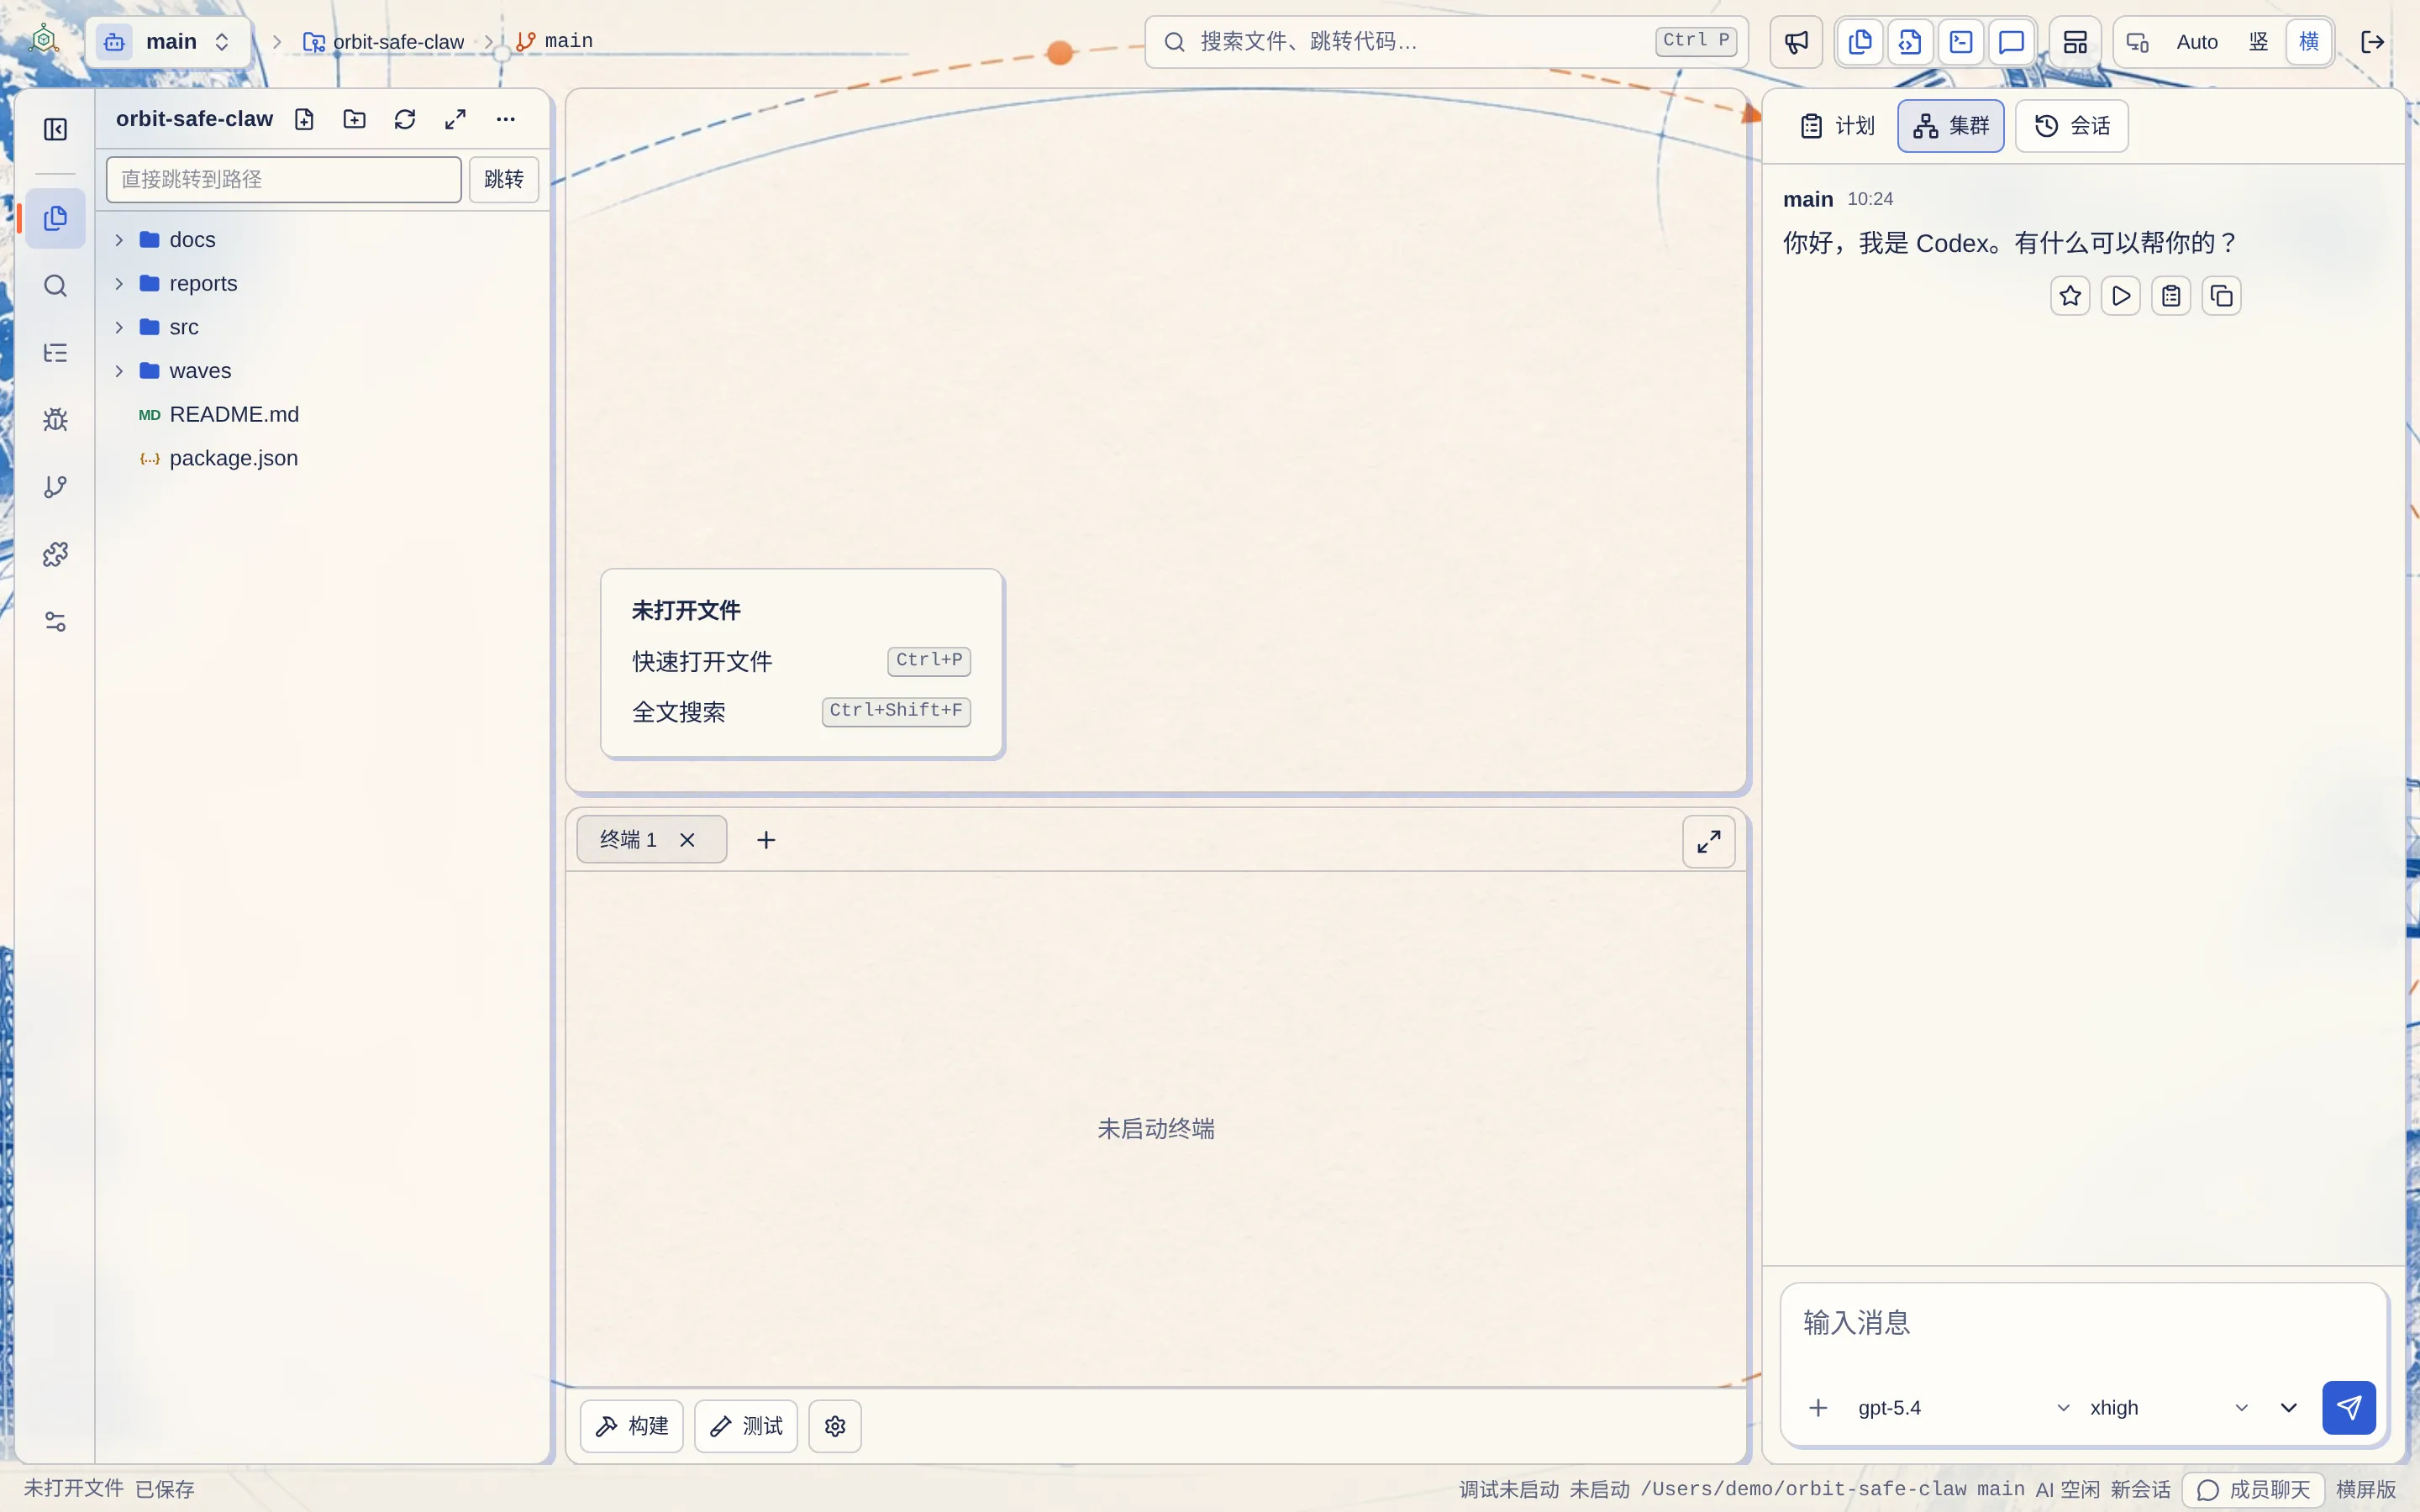 main
orbit-safe-claw
main
搜索文件、跳转代码...
Ctrl P
Auto
竖
横
orbit-safe-claw
直接跳转到路径
跳转
docs
reports
src
waves
MD README.md
{...} package.json
未打开文件
快速打开文件 Ctrl+P
全文搜索 Ctrl+Shift+F
终端 1
未启动终端
构建
测试
计划
集群
会话
main 10:24
你好，我是 Codex。有什么可以帮你的？
输入消息
gpt-5.4
xhigh
未打开文件 已保存
调试未启动 未启动 /Users/demo/orbit-safe-claw main AI 空闲 新会话 成员聊天 横屏版